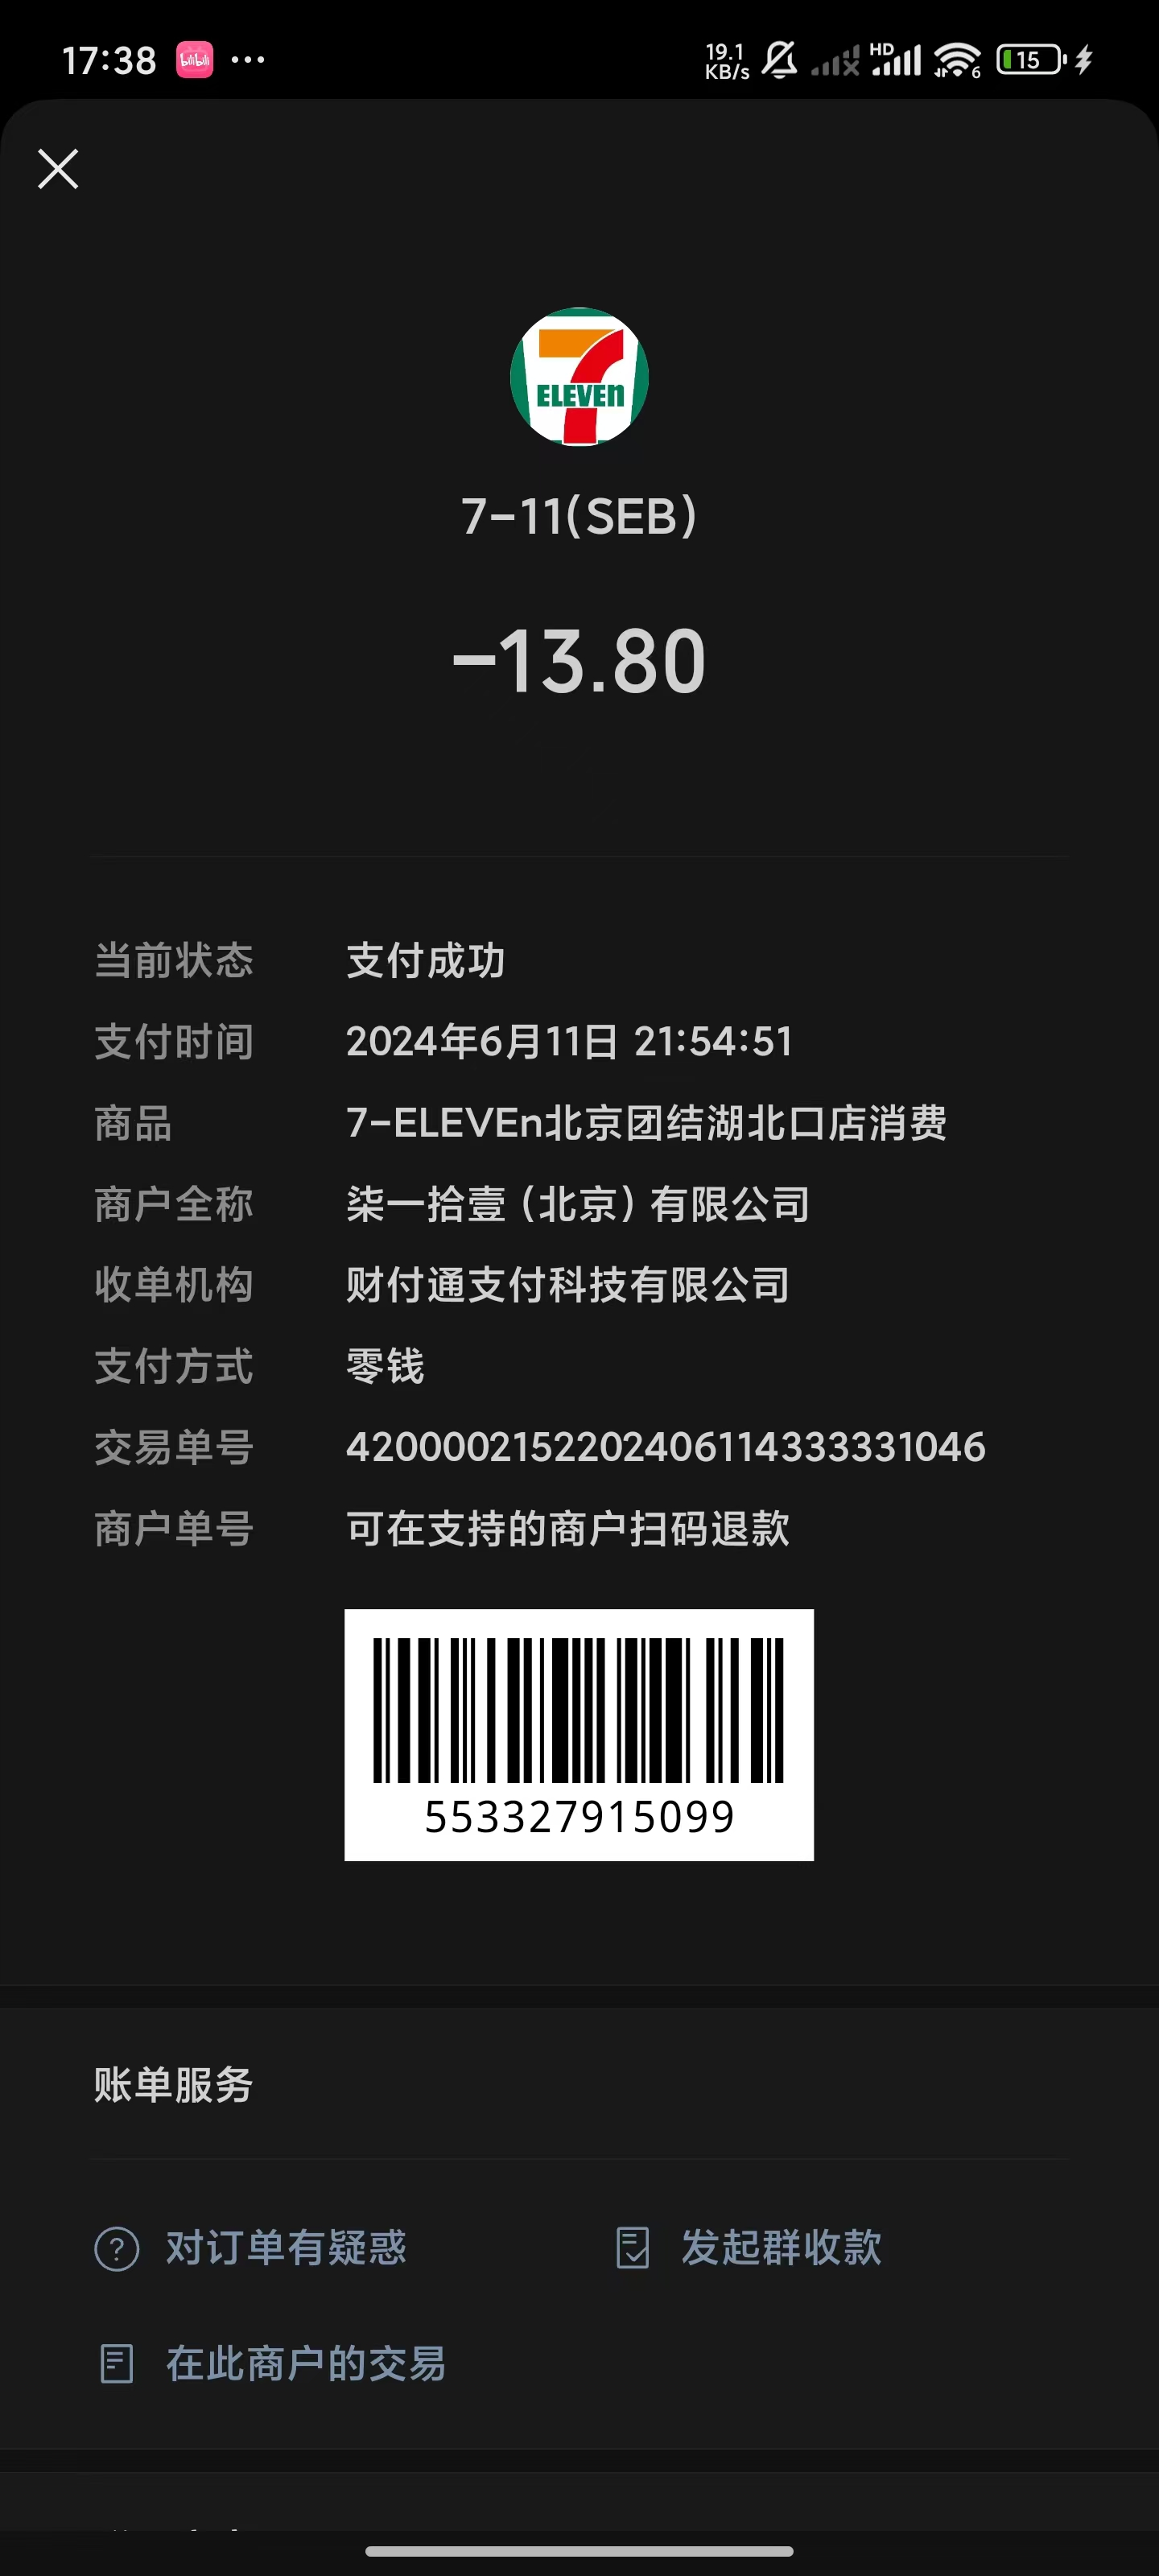 17:38 bilibili ···
19.1 KB/s HD 6 15
7-ELEVEn
7-11(SEB)
-13.80
当前状态 支付成功
支付时间 2024年6月11日 21:54:51
商品 7-ELEVEn北京团结湖北口店消费
商户全称 柒一拾壹（北京）有限公司
收单机构 财付通支付科技有限公司
支付方式 零钱
交易单号 4200002152202406114333331046
商户单号 可在支持的商户扫码退款
553327915099
账单服务
对订单有疑惑 发起群收款
在此商户的交易